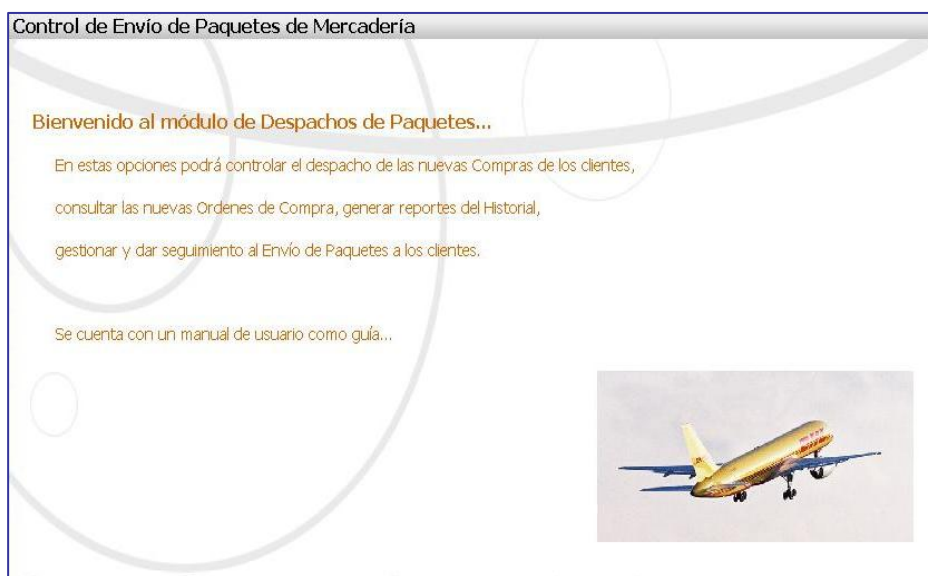 Control de Envío de Paquetes de Mercadería
Bienvenido al módulo de Despachos de Paquetes...
En estas opciones podrá controlar el despacho de las nuevas Compras de los clientes,
consultar las nuevas Ordenes de Compra, generar reportes del Historial,
gestionar y dar seguimiento al Envío de Paquetes a los clientes.
Se cuenta con un manual de usuario como guía...